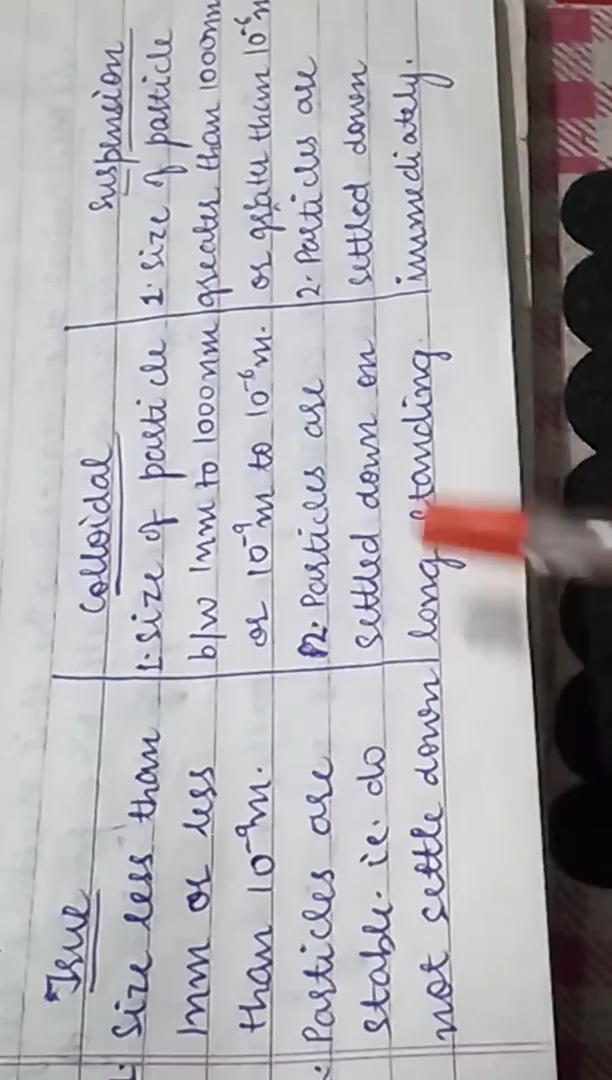 True
1. Size less than
1nm or less
than 10⁻⁹m.
. Particles are
stable. i.e. do
not settle down
Colloidal
1. size of particle
b/w 1nm to 1000nm
or 10⁻⁹m to 10⁻⁶m.
2. Particles are
settled down on
long standing.
Suspension
1. size of particle
greater than 1000nm
or greater than 10⁻⁶m
2. Particles are
settled down
immediately.